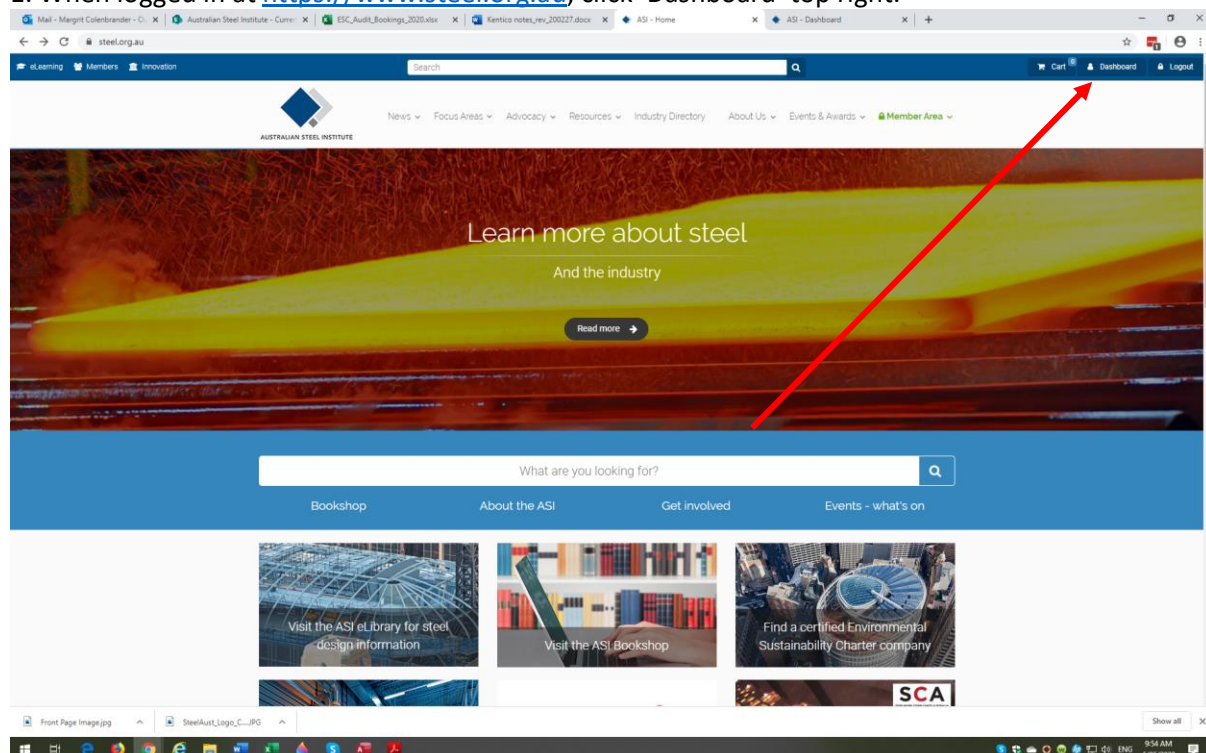 When logged in at https://www.steel.org.au, click "Dashboard" top right.
Mail - Margrit Colenbrander - O
Australian Steel Institute - Curre
ESC_Audit_Bookings_2020.xlsx
Kentico notes_rev_200227.docx
ASI - Home
ASI - Dashboard
steel.org.au
eLearning Members Innovation
Search
Cart 0 Dashboard Logout
AUSTRALIAN STEEL INSTITUTE
News Focus Areas Advocacy Resources Industry Directory About Us Events & Awards Member Area
Learn more about steel
And the industry
Read more
What are you looking for?
Bookshop About the ASI Get involved Events - what's on
Visit the ASI eLibrary for steel
design information
Visit the ASI Bookshop
Find a certified Environmental
Sustainability Charter company
SCA
Front Page Image.jpg
SteelAust_Logo_C....JPG
Show all
ENG
9:54 AM